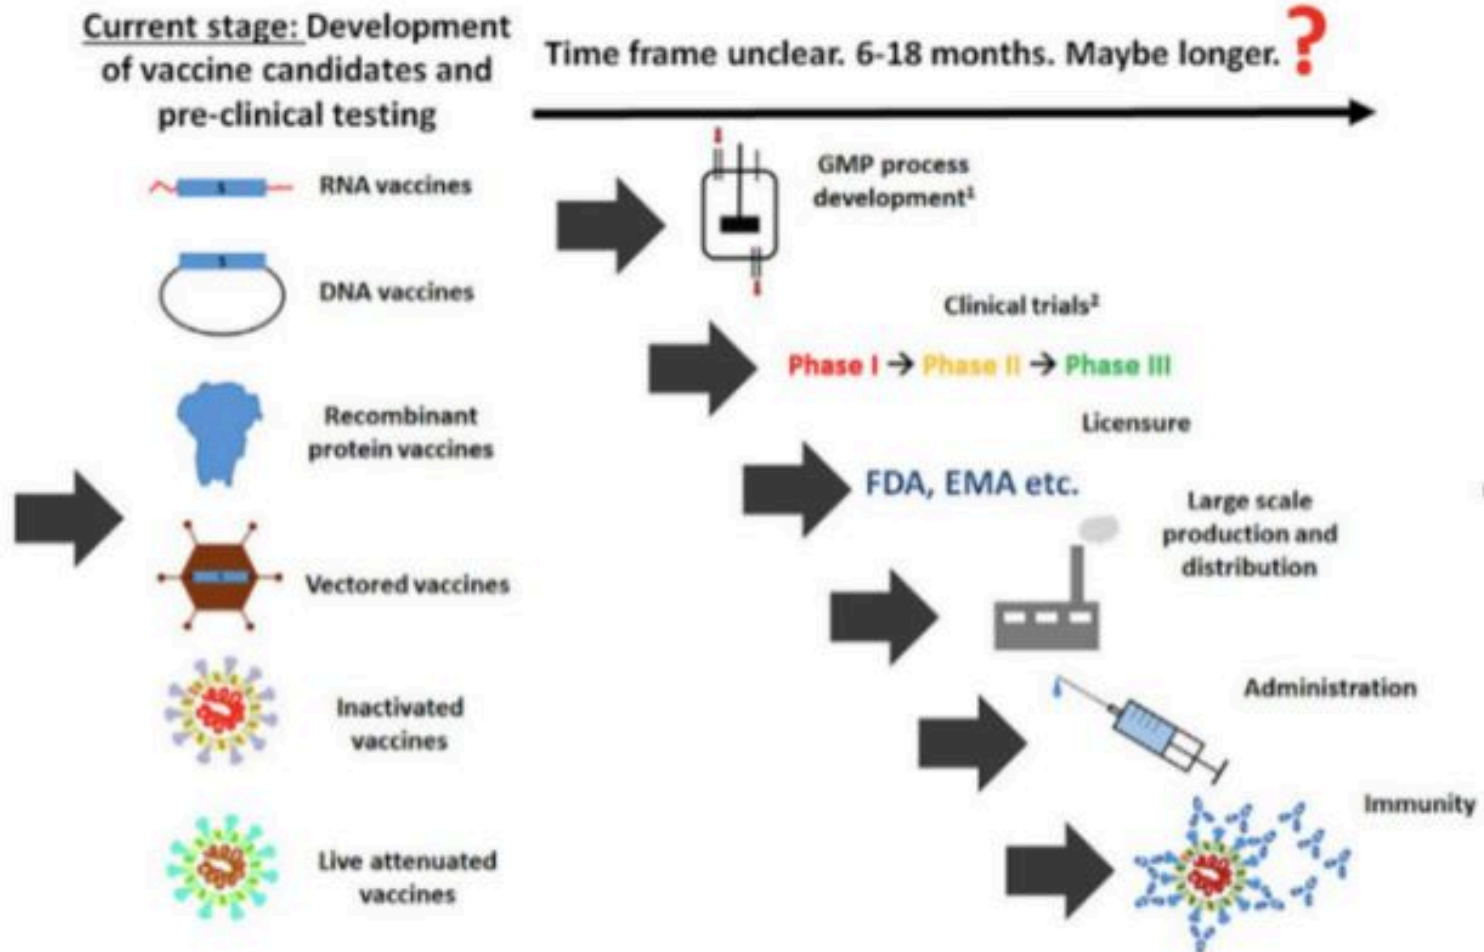 Current stage: Development
of vaccine candidates and
pre-clinical testing
Time frame unclear. 6-18 months. Maybe longer. ?
RNA vaccines
S
DNA vaccines
S
Recombinant
protein vaccines
Vectored vaccines
Inactivated
vaccines
Live attenuated
vaccines
GMP process
development¹
Clinical trials²
Phase I → Phase II → Phase III
Licensure
FDA, EMA etc.
Large scale
production and
distribution
Administration
Immunity